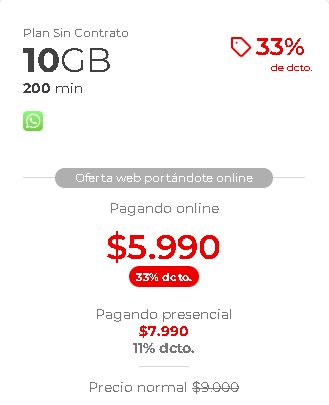 Plan Sin Contrato
10GB
200 min
33%
de dcto.
Oferta web portándote online
Pagando online
$5.990
33% dcto.
Pagando presencial
$7.990
11% dcto.
Precio normal $9.000